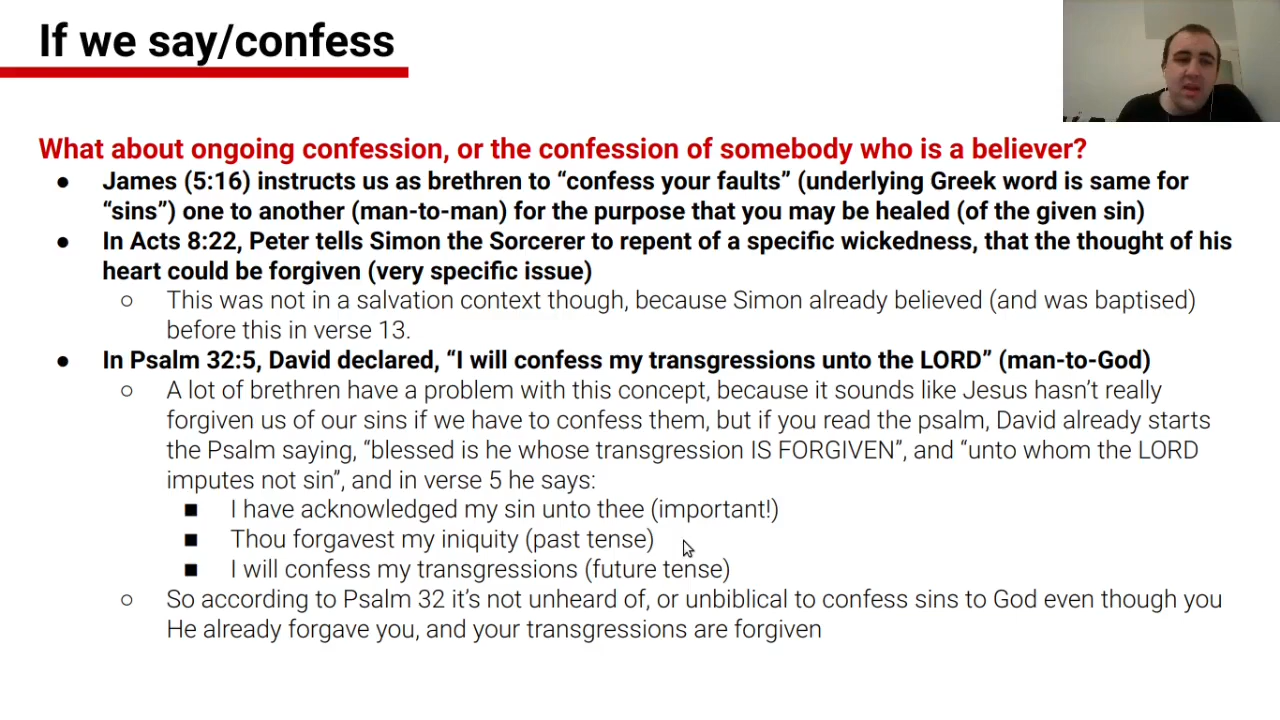 If we say/confess
What about ongoing confession, or the confession of somebody who is a believer?
● James (5:16) instructs us as brethren to “confess your faults” (underlying Greek word is same for
“sins”) one to another (man-to-man) for the purpose that you may be healed (of the given sin)
● In Acts 8:22, Peter tells Simon the Sorcerer to repent of a specific wickedness, that the thought of his
heart could be forgiven (very specific issue)
○ This was not in a salvation context though, because Simon already believed (and was baptised)
before this in verse 13.
● In Psalm 32:5, David declared, “I will confess my transgressions unto the LORD” (man-to-God)
○ A lot of brethren have a problem with this concept, because it sounds like Jesus hasn’t really
forgiven us of our sins if we have to confess them, but if you read the psalm, David already starts
the Psalm saying, “blessed is he whose transgression IS FORGIVEN”, and “unto whom the LORD
imputes not sin”, and in verse 5 he says:
■ I have acknowledged my sin unto thee (important!)
■ Thou forgavest my iniquity (past tense)
■ I will confess my transgressions (future tense)
○ So according to Psalm 32 it’s not unheard of, or unbiblical to confess sins to God even though you
He already forgave you, and your transgressions are forgiven